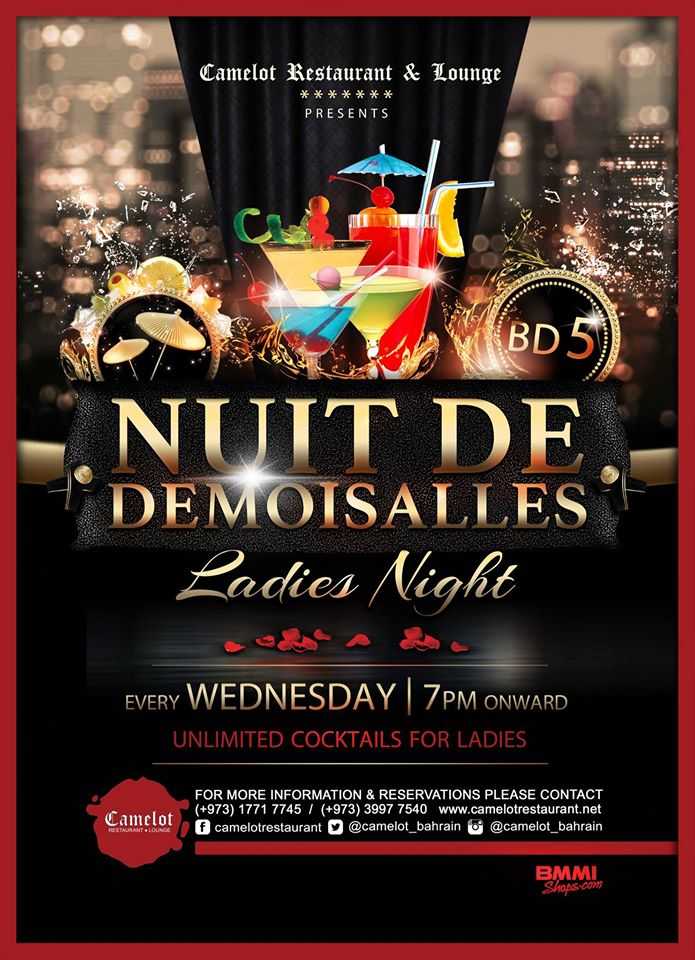 Camelot Restaurant & Lounge
*******
PRESENTS
BD 5
NUIT DE
DEMOISALLES
Ladies Night
EVERY WEDNESDAY | 7PM ONWARD
UNLIMITED COCKTAILS FOR LADIES
FOR MORE INFORMATION & RESERVATIONS PLEASE CONTACT
(+973) 1771 7745 / (+973) 3997 7540 www.camelotrestaurant.net
camelotrestaurant @camelot_bahrain @camelot_bahrain
Camelot
RESTAURANT • LOUNGE
BMMI
Shops.com